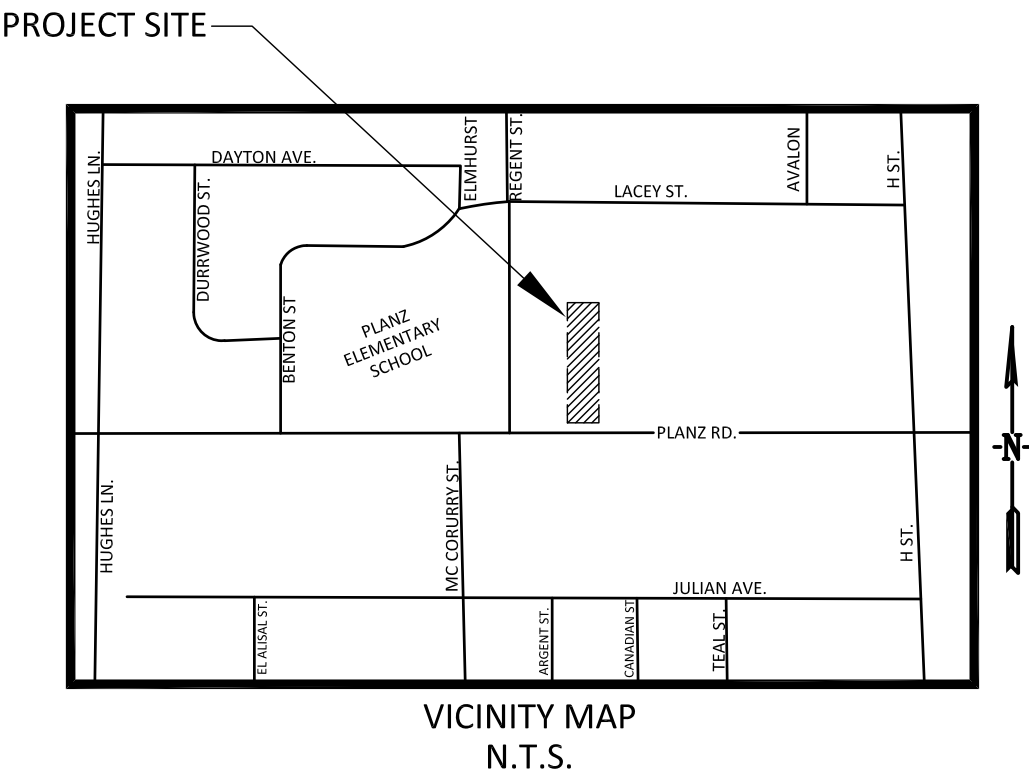 PROJECT SITE
HUGHES LN.
DAYTON AVE.
DURRWOOD ST.
ELMHURST
REGENT ST.
LACEY ST.
AVALON
H ST.
BENTON ST
PLANZ
ELEMENTARY
SCHOOL
PLANZ RD.
-N-
HUGHES LN.
MC CORURRY ST.
H ST.
JULIAN AVE.
EL ALISAL ST.
ARGENT ST.
CANADIAN ST
TEAL ST.
VICINITY MAP
N.T.S.